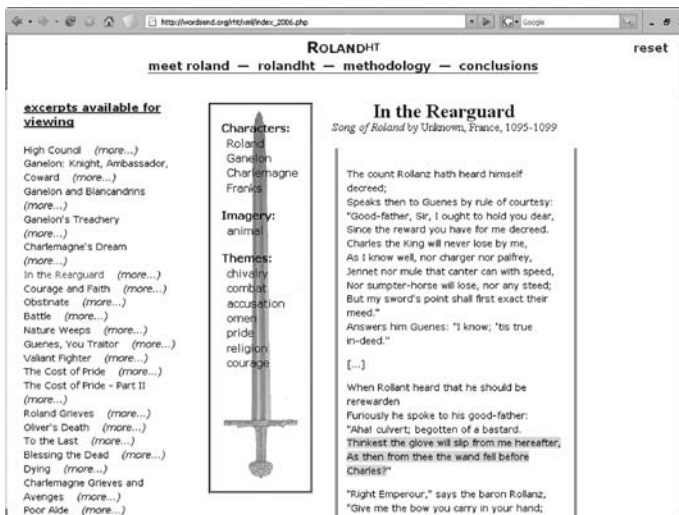 http://wordsend.org/rht/xml/index_2006.php
Google
ROLANDHT
reset
meet roland — rolandht — methodology — conclusions
excerpts available for
viewing
High Council (more...)
Ganelon: Knight, Ambassador,
Coward (more...)
Ganelon and Blancandrins
(more...)
Ganelon's Treachery
(more...)
Charlemagne's Dream
(more...)
In the Rearguard (more...)
Courage and Faith (more...)
Obstinate (more...)
Battle (more...)
Nature Weeps (more...)
Guenes, You Traitor (more...)
Valiant Fighter (more...)
The Cost of Pride (more...)
The Cost of Pride - Part II
(more...)
Roland Grieves (more...)
Oliver's Death (more...)
To the Last (more...)
Blessing the Dead (more...)
Dying (more...)
Charlemagne Grieves and
Avenges (more...)
Poor Alde (more...)
Characters:
Roland
Ganelon
Charlemagne
Franks
Imagery:
animal
Themes:
chivalry
combat
accusation
omen
pride
religion
courage
In the Rearguard
Song of Roland by Unknown, France, 1095-1099
The count Rollanz hath heard himself
decreed;
Speaks then to Guenes by rule of courtesy:
"Good-father, Sir, I ought to hold you dear,
Since the reward you have for me decreed.
Charles the King will never lose by me,
As I know well, nor charger nor palfrey,
Jennet nor mule that canter can with speed,
Nor sumpter-horse will lose, nor any steed;
But my sword's point shall first exact their
meed."
Answers him Guenes: "I know; 'tis true
in-deed."
[...]
When Rollant heard that he should be
rerewarden
Furiously he spoke to his good-father:
"Aha! culvert; begotten of a bastard.
Thinkest the glove will slip from me hereafter,
As then from thee the wand fell before
Charles?"
"Right Emperour," says the baron Rollanz,
"Give me the bow you carry in your hand;